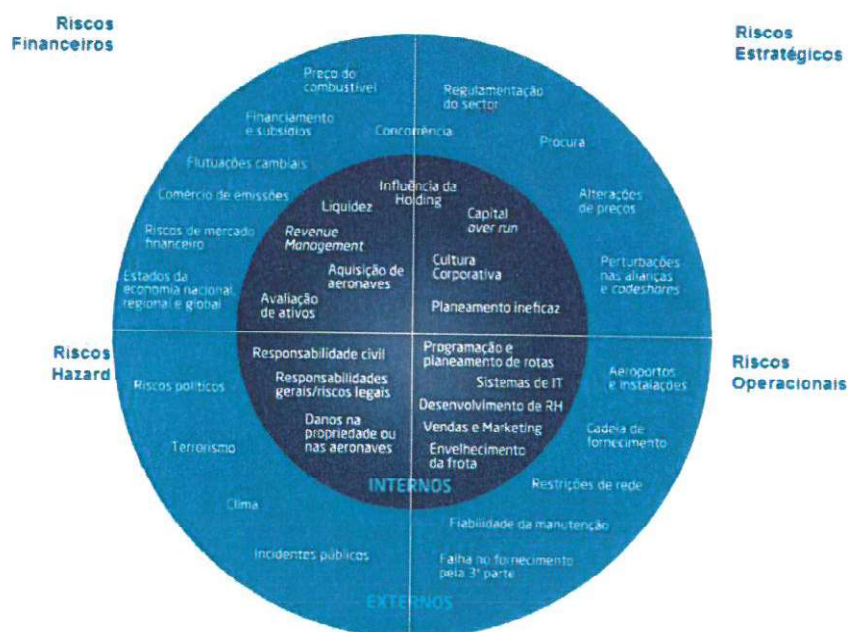 Riscos
Financeiros
Riscos
Estratégicos
Preço do
combustível
Financiamento
e subsídios
Concorrência
Flutuações cambiais
Comércio de emissões
Riscos de mercado
financeiro
Estados da
economia nacional,
regional e global
Regulamentação
do sector
Procura
Alterações
de preços
Perturbações
nas alianças
e codeshares
Influência da
Holding
Liquidez
Revenue
Management
Aquisição de
aeronaves
Avaliação
de ativos
Capital
over run
Cultura
Corporativa
Planeamento ineficaz
Riscos
Hazard
Riscos
Operacionais
Responsabilidade civil
Responsabilidades
gerais/riscos legais
Danos na
propriedade ou
nas aeronaves
Programação e
planeamento de rotas
Sistemas de IT
Desenvolvimento de RH
Vendas e Marketing
Envelhecimento
da frota
INTERNOS
Riscos políticos
Terrorismo
Clima
Incidentes públicos
Aeroportos
e instalações
Cadeia de
fornecimento
Restrições de rede
Fiabilidade da manutenção
Falha no fornecimento
pela 3ª parte
EXTERNOS